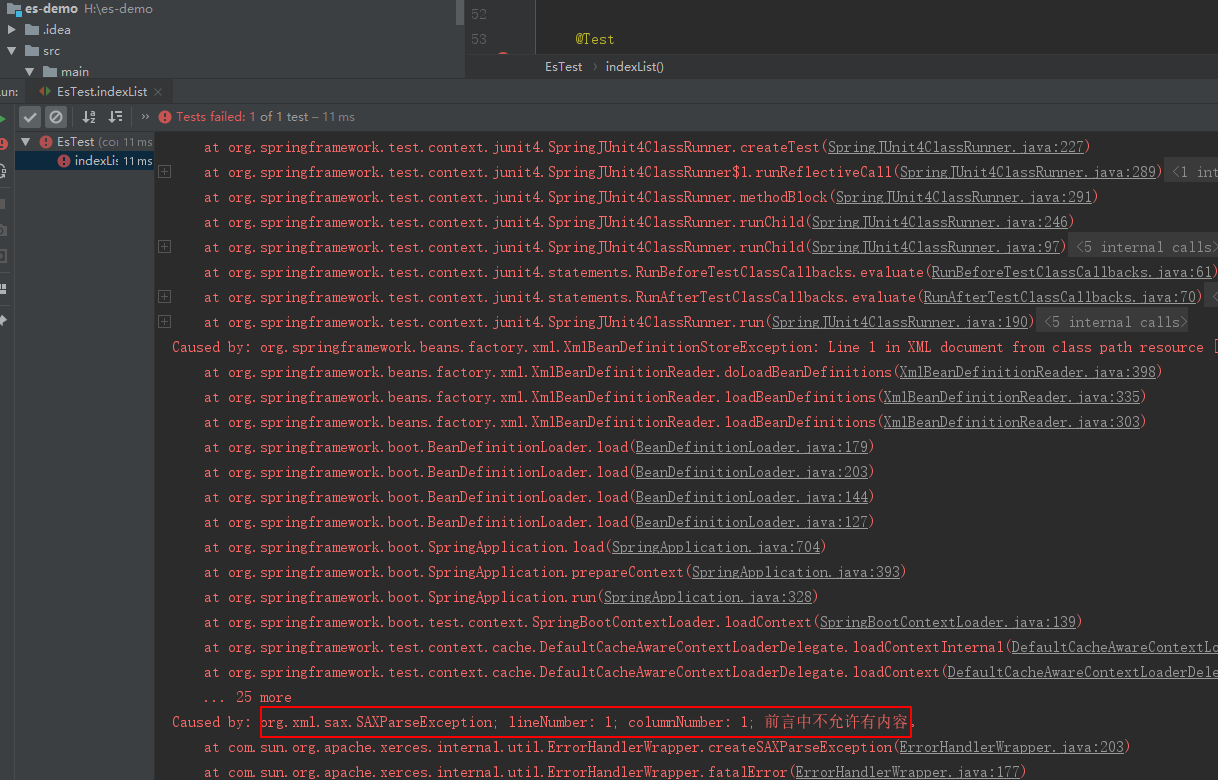 es-demo H:\es-demo
.idea
src
main
52
53
@Test
EsTest › indexList()
un: EsTest.indexList ×
» Tests failed: 1 of 1 test – 11 ms
EsTest (cor 11 ms
indexLis 11 ms
at org.springframework.test.context.junit4.SpringJUnit4ClassRunner.createTest(SpringJUnit4ClassRunner.java:227)
at org.springframework.test.context.junit4.SpringJUnit4ClassRunner$1.runReflectiveCall(SpringJUnit4ClassRunner.java:289) <1 int
at org.springframework.test.context.junit4.SpringJUnit4ClassRunner.methodBlock(SpringJUnit4ClassRunner.java:291)
at org.springframework.test.context.junit4.SpringJUnit4ClassRunner.runChild(SpringJUnit4ClassRunner.java:246)
at org.springframework.test.context.junit4.SpringJUnit4ClassRunner.runChild(SpringJUnit4ClassRunner.java:97) <5 internal calls>
at org.springframework.test.context.junit4.statements.RunBeforeTestClassCallbacks.evaluate(RunBeforeTestClassCallbacks.java:61)
at org.springframework.test.context.junit4.statements.RunAfterTestClassCallbacks.evaluate(RunAfterTestClassCallbacks.java:70) <
at org.springframework.test.context.junit4.SpringJUnit4ClassRunner.run(SpringJUnit4ClassRunner.java:190) <5 internal calls>
Caused by: org.springframework.beans.factory.xml.XmlBeanDefinitionStoreException: Line 1 in XML document from class path resource [
at org.springframework.beans.factory.xml.XmlBeanDefinitionReader.doLoadBeanDefinitions(XmlBeanDefinitionReader.java:398)
at org.springframework.beans.factory.xml.XmlBeanDefinitionReader.loadBeanDefinitions(XmlBeanDefinitionReader.java:335)
at org.springframework.beans.factory.xml.XmlBeanDefinitionReader.loadBeanDefinitions(XmlBeanDefinitionReader.java:303)
at org.springframework.boot.BeanDefinitionLoader.load(BeanDefinitionLoader.java:179)
at org.springframework.boot.BeanDefinitionLoader.load(BeanDefinitionLoader.java:203)
at org.springframework.boot.BeanDefinitionLoader.load(BeanDefinitionLoader.java:144)
at org.springframework.boot.BeanDefinitionLoader.load(BeanDefinitionLoader.java:127)
at org.springframework.boot.SpringApplication.load(SpringApplication.java:704)
at org.springframework.boot.SpringApplication.prepareContext(SpringApplication.java:393)
at org.springframework.boot.SpringApplication.run(SpringApplication.java:328)
at org.springframework.boot.test.context.SpringBootContextLoader.loadContext(SpringBootContextLoader.java:139)
at org.springframework.test.context.cache.DefaultCacheAwareContextLoaderDelegate.loadContextInternal(DefaultCacheAwareContextLo
at org.springframework.test.context.cache.DefaultCacheAwareContextLoaderDelegate.loadContext(DefaultCacheAwareContextLoaderDele
... 25 more
Caused by: org.xml.sax.SAXParseException; lineNumber: 1; columnNumber: 1; 前言中不允许有内容。
at com.sun.org.apache.xerces.internal.util.ErrorHandlerWrapper.createSAXParseException(ErrorHandlerWrapper.java:203)
at com.sun.org.apache.xerces.internal.util.ErrorHandlerWrapper.fatalError(ErrorHandlerWrapper.java:177)